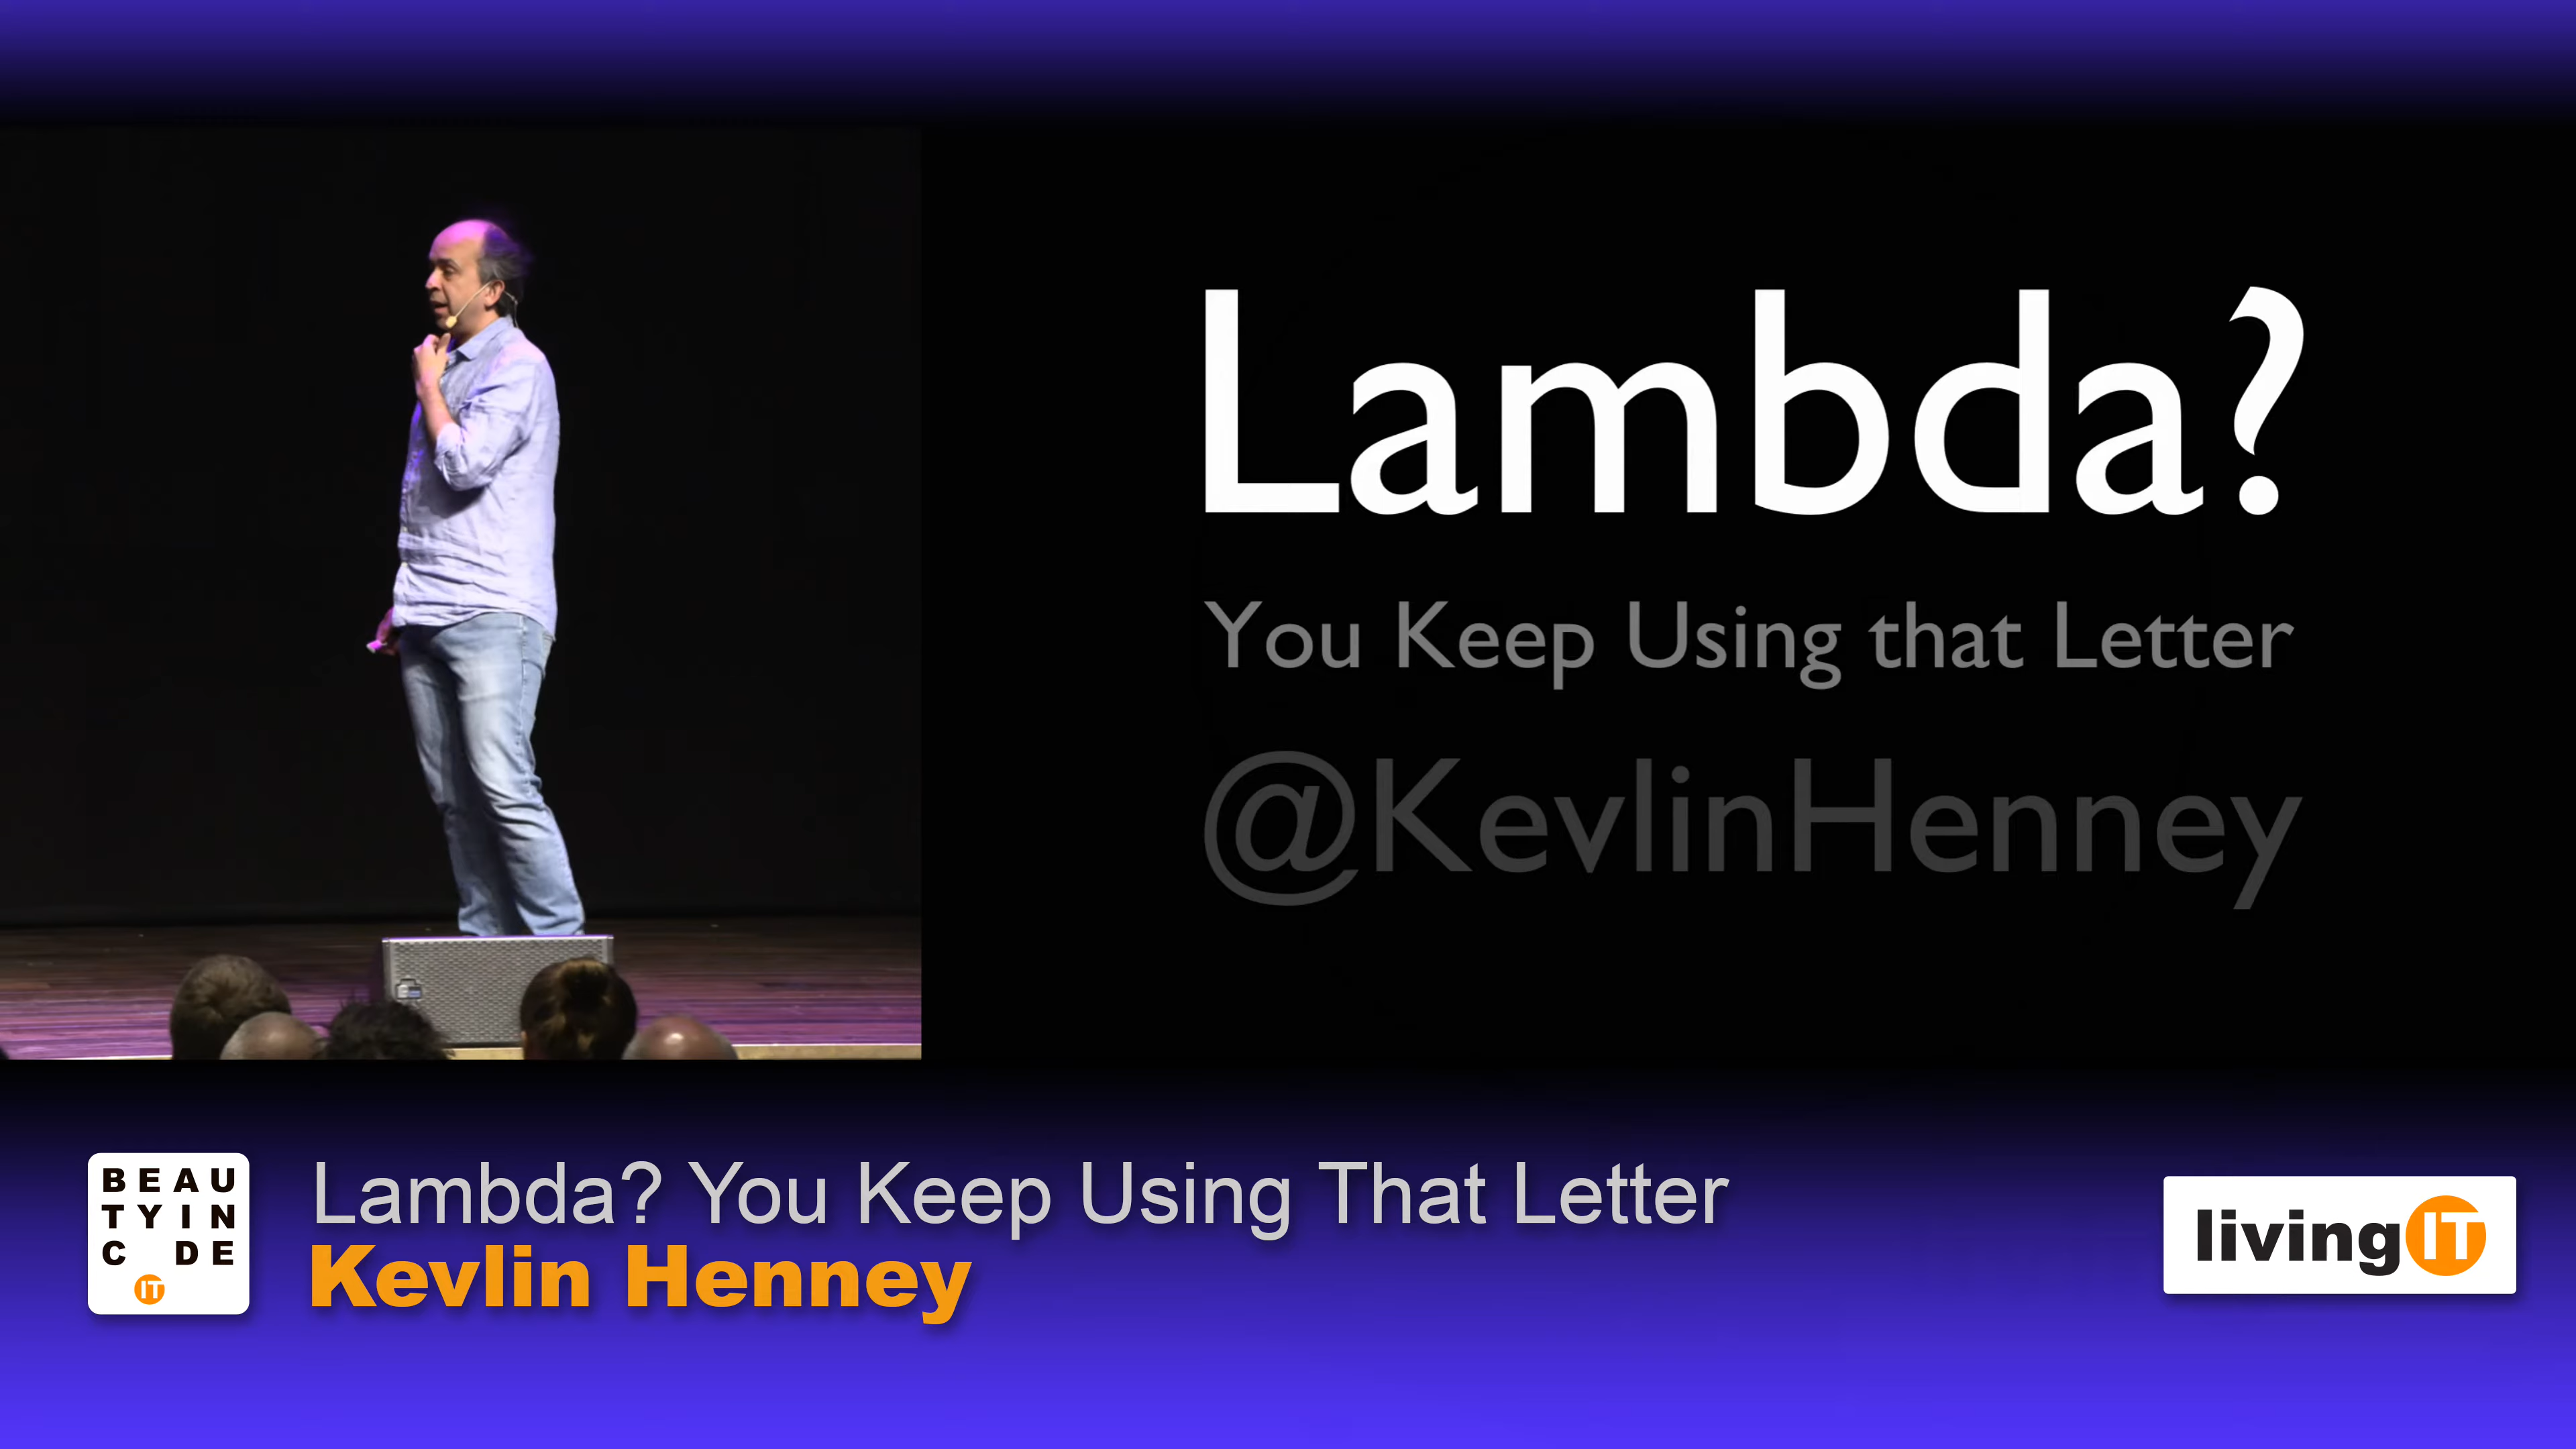 Lambda?
You Keep Using that Letter
@KevlinHenney
BEAU
TYIN
C DE
IT
Lambda? You Keep Using That Letter
Kevlin Henney
livingIT